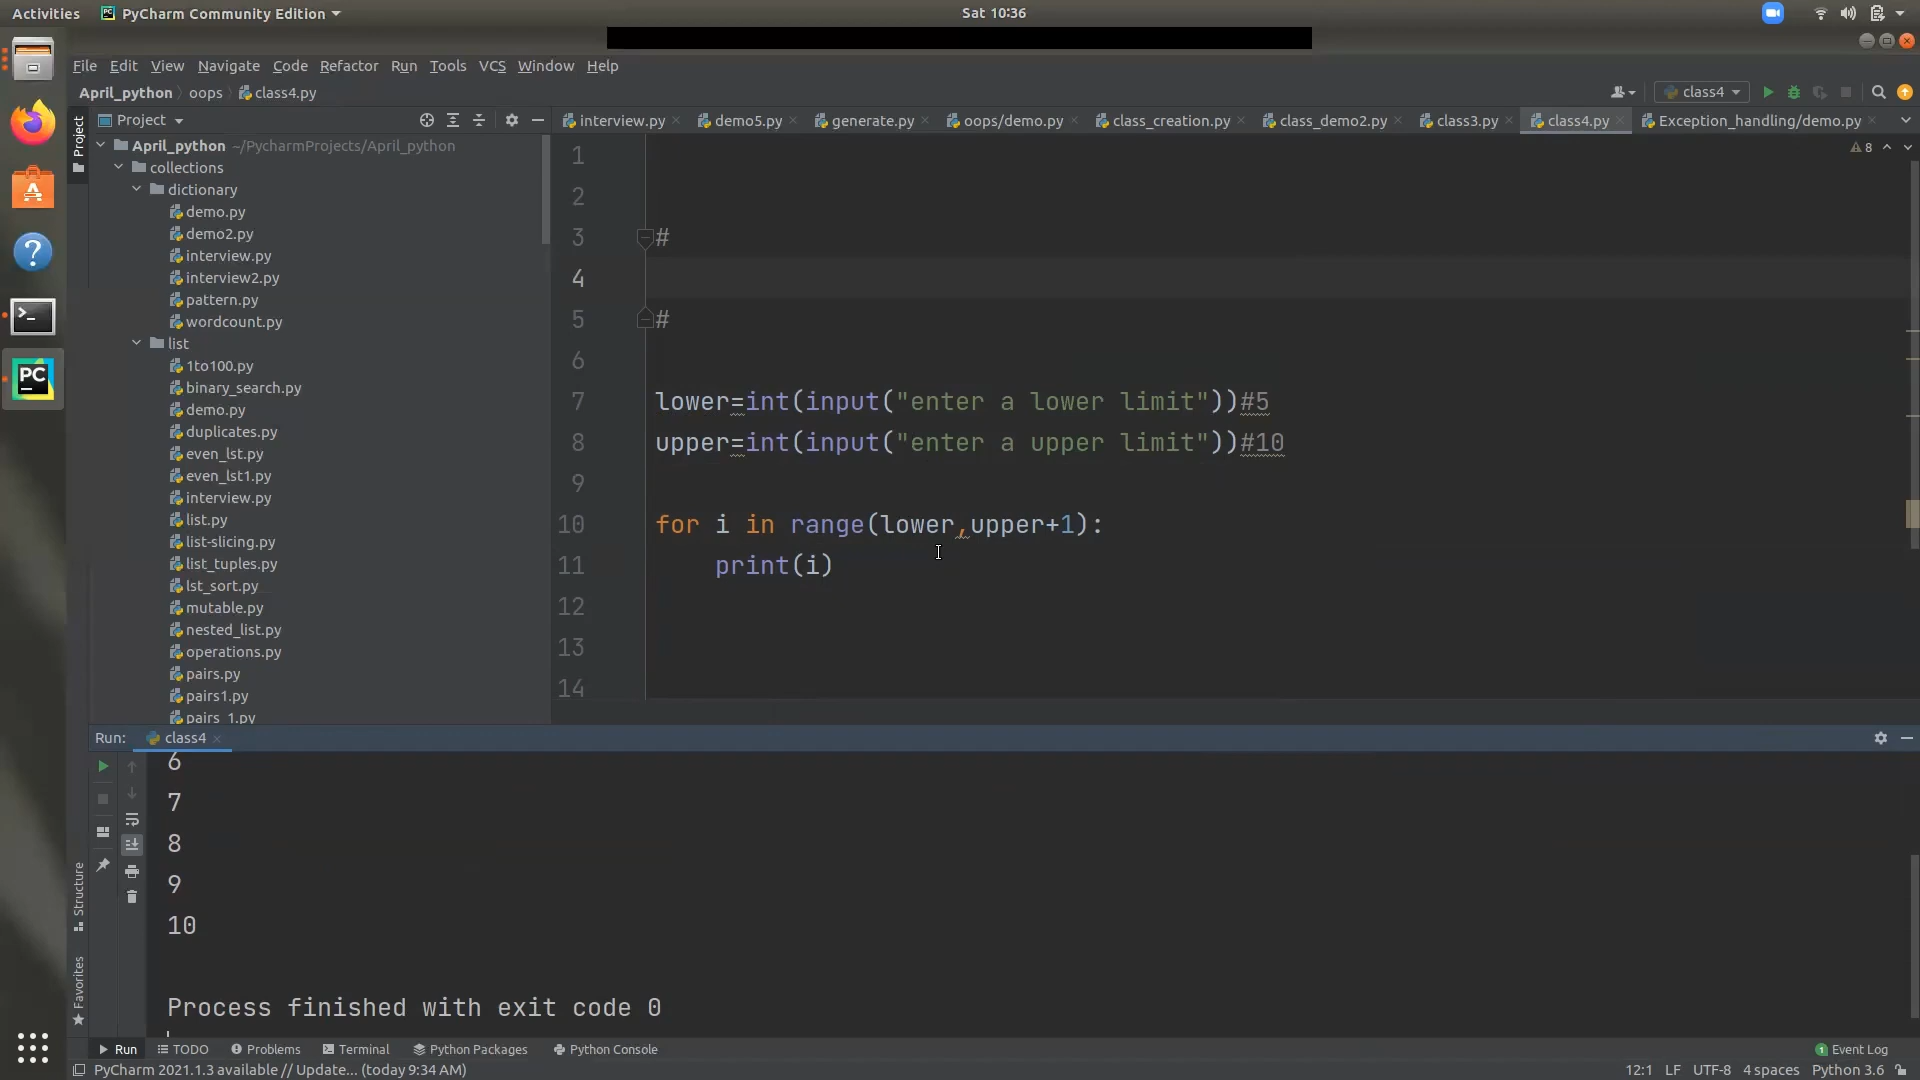 Activities
PyCharm Community Edition
Sat 10:36
File Edit View Navigate Code Refactor Run Tools VCS Window Help
April_python oops class4.py
class4
Project
Project
interview.py
demo5.py
generate.py
oops/demo.py
class_creation.py
class_demo2.py
class3.py
class4.py
Exception_handling/demo.py
April_python ~/PycharmProjects/April_python
collections
dictionary
demo.py
demo2.py
interview.py
interview2.py
pattern.py
wordcount.py
list
1to100.py
binary_search.py
demo.py
duplicates.py
even_lst.py
even_lst1.py
interview.py
list.py
list-slicing.py
list_tuples.py
lst_sort.py
mutable.py
nested_list.py
operations.py
pairs.py
pairs1.py
pairs_1.py
8
1
2
3 #
4
5 #
6
7 lower=int(input("enter a lower limit"))#5
8 upper=int(input("enter a upper limit"))#10
9
10 for i in range(lower,upper+1):
11 print(i)
12
13
14
Run: class4
6
7
8
9
10
Process finished with exit code 0
Structure
Favorites
PC
Run TODO Problems Terminal Python Packages Python Console
1 Event Log
PyCharm 2021.1.3 available // Update... (today 9:34 AM)
12:1 LF UTF-8 4 spaces Python 3.6